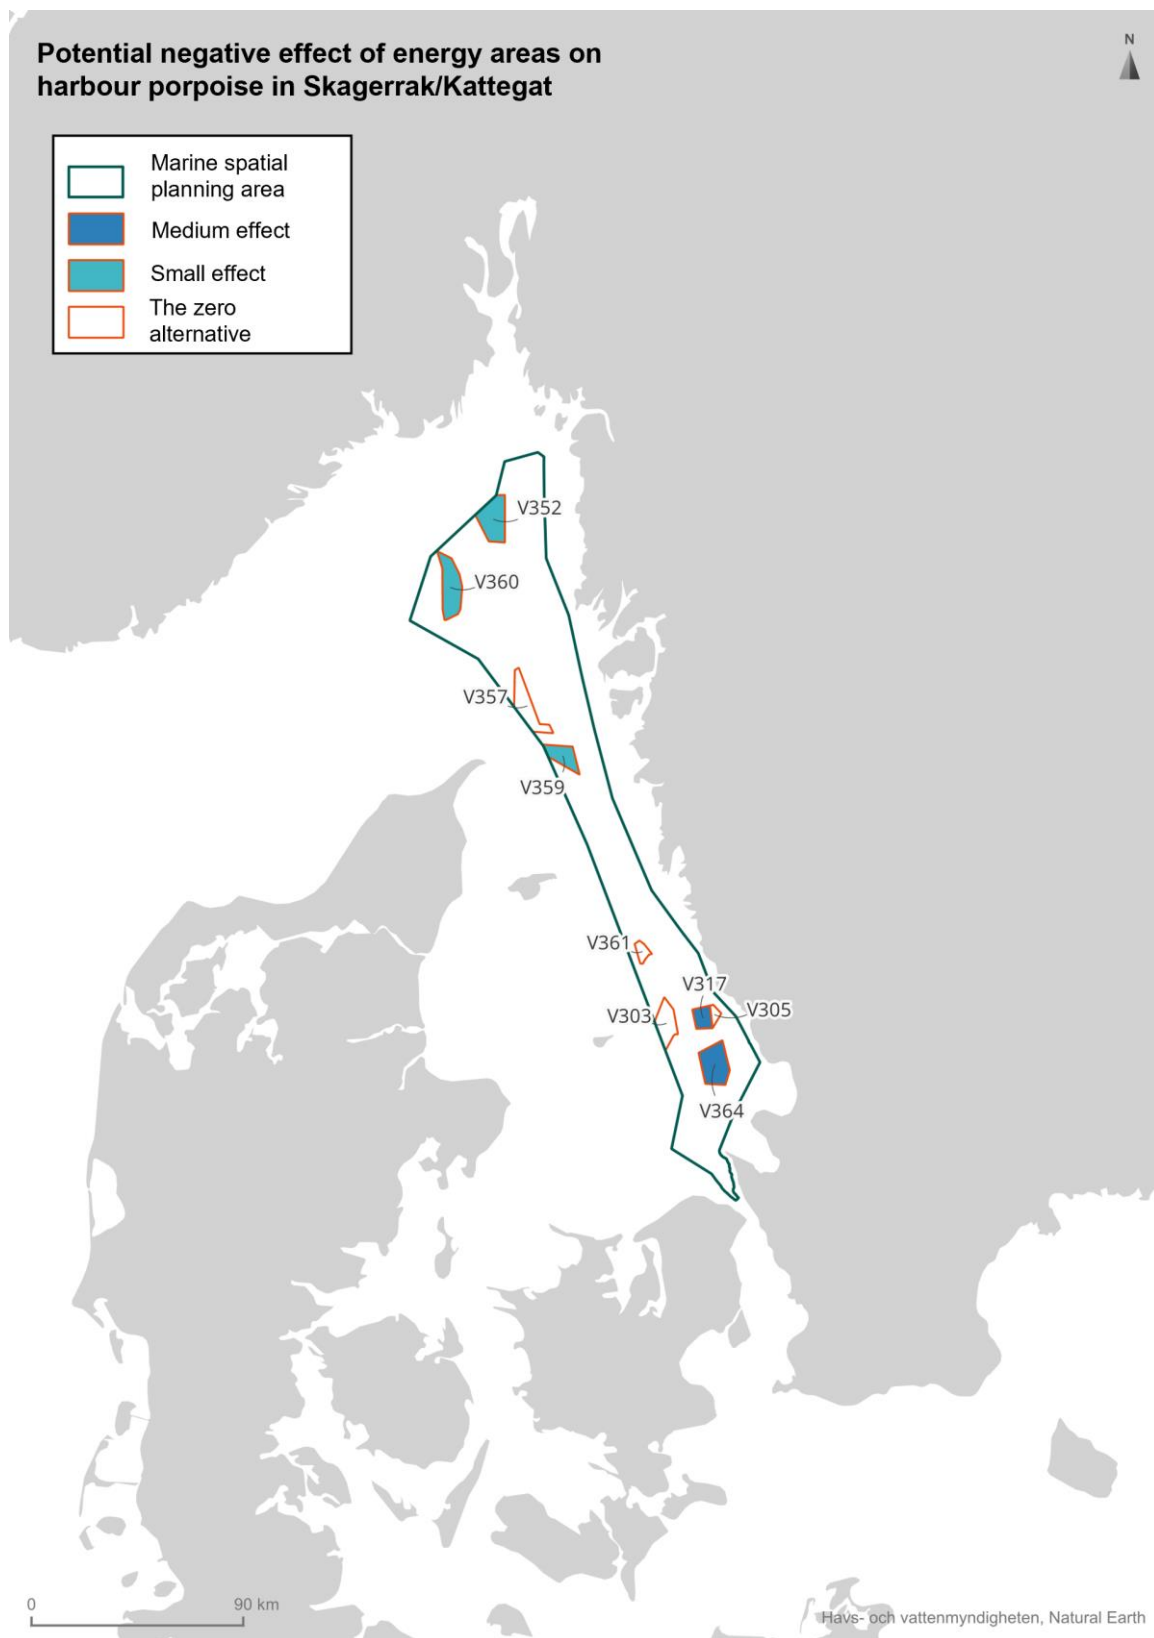 Potential negative effect of energy areas on
harbour porpoise in Skagerrak/Kattegat
N
Marine spatial
planning area
Medium effect
Small effect
The zero
alternative
V352
V360
V357
V359
V361
V317
V303
V305
V364
0
90 km
Havs- och vattenmyndigheten, Natural Earth